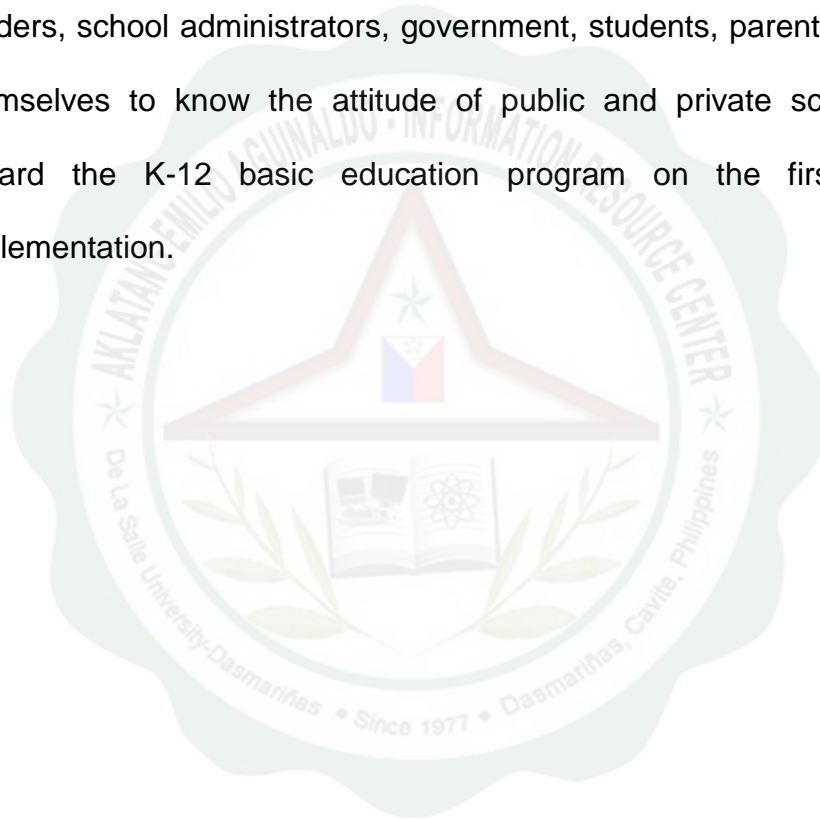 ders, school administrators, government, students, parent
mselves to know the attitude of public and private sc
ard the K-12 basic education program on the firs
lementation.
AKLATANG EMILIO AGUINALDO - INFORMATION RESOURCE CENTER
De La Salle University-Dasmariñas • Since 1977 • Dasmariñas, Cavite, Philippines